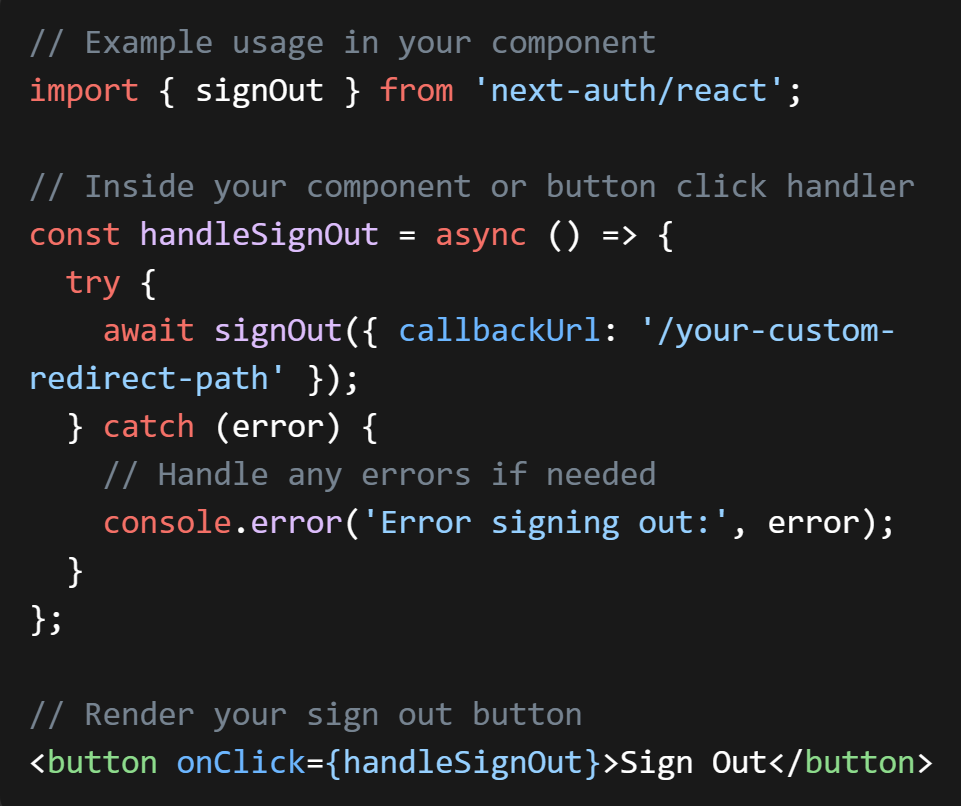 // Example usage in your component
import { signOut } from 'next-auth/react';

// Inside your component or button click handler
const handleSignOut = async () => {
  try {
    await signOut({ callbackUrl: '/your-custom-
redirect-path' });
  } catch (error) {
    // Handle any errors if needed
    console.error('Error signing out:', error);
  }
};

// Render your sign out button
<button onClick={handleSignOut}>Sign Out</button>